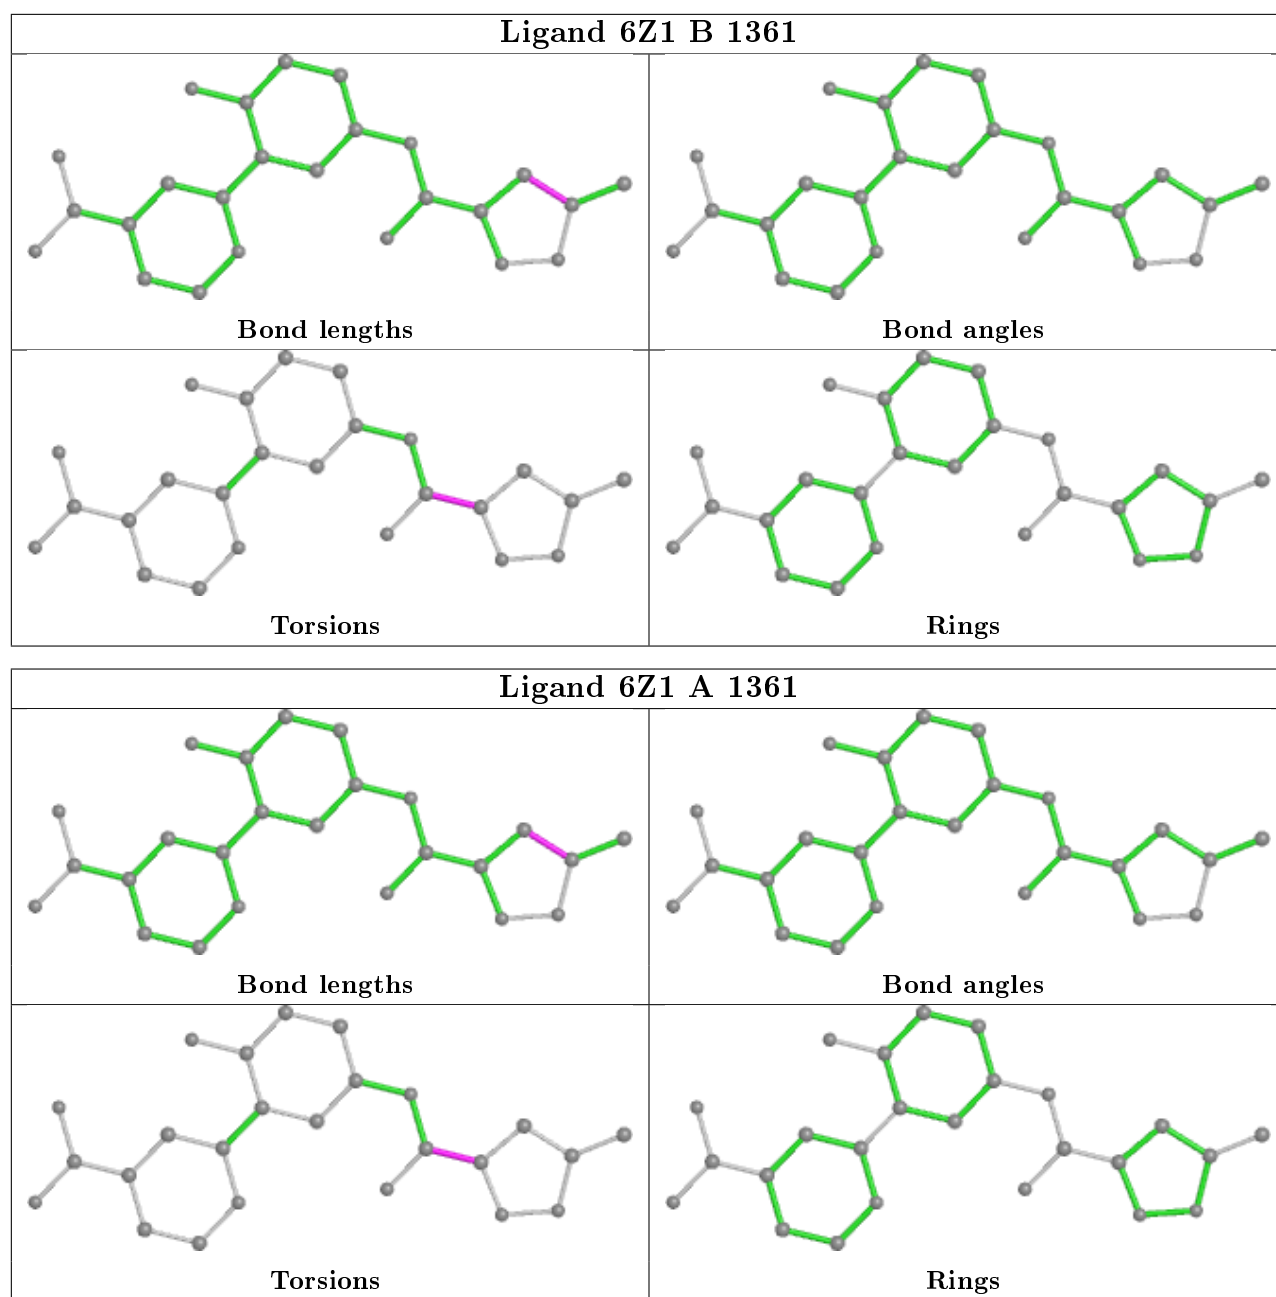 Ligand 6Z1 B 1361
Bond lengths
Bond angles
Torsions
Rings
Ligand 6Z1 A 1361
Bond lengths
Bond angles
Torsions
Rings